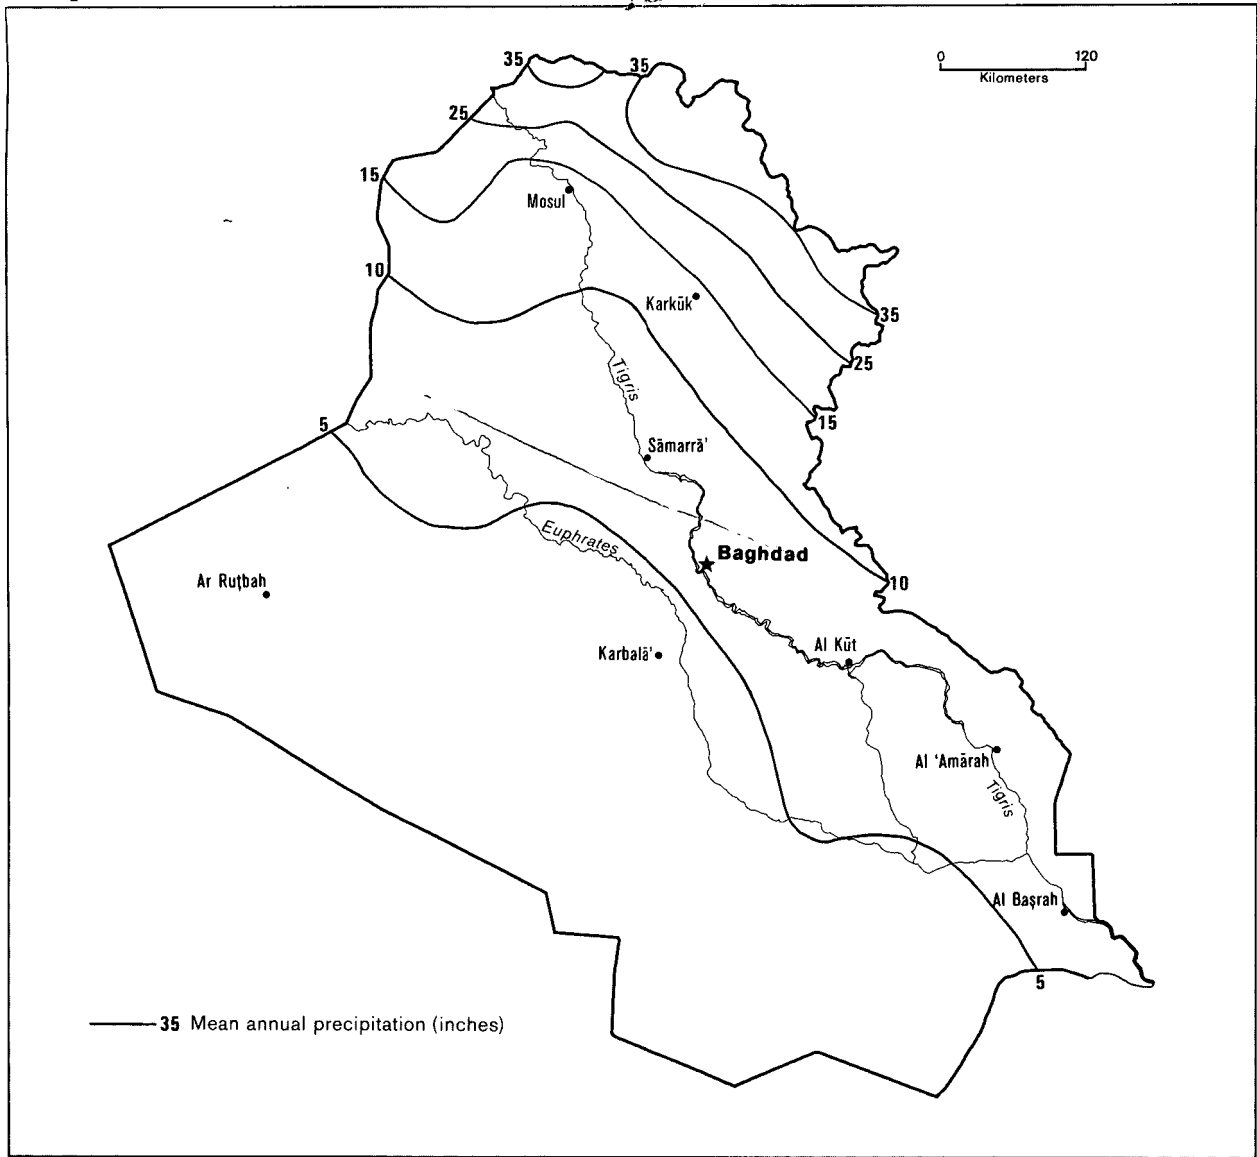 0 120
Kilometers
35
35
25
15
Mosul
10
Karkūk
35
25
Tigris
15
5
Sāmarrā'
Euphrates
Baghdad
Ar Ruţbah
10
Al Kūt
Karbalā'
Al 'Amārah
Tigris
Al Başrah
5
35 Mean annual precipitation (inches)